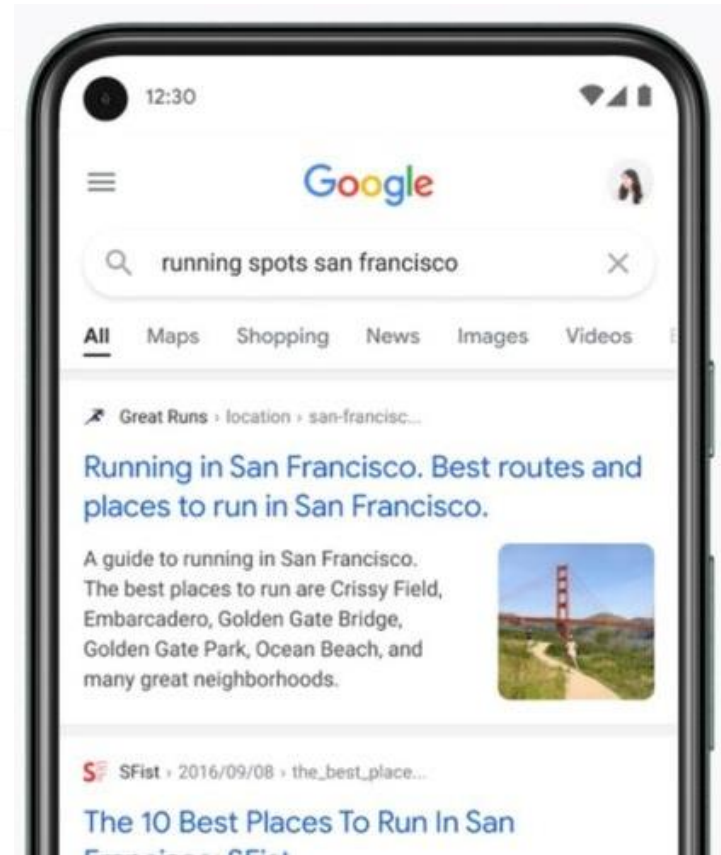 12:30
Google
running spots san francisco
All Maps Shopping News Images Videos
Great Runs › location › san-francisc...
Running in San Francisco. Best routes and
places to run in San Francisco.
A guide to running in San Francisco.
The best places to run are Crissy Field,
Embarcadero, Golden Gate Bridge,
Golden Gate Park, Ocean Beach, and
many great neighborhoods.
SFist › 2016/09/08 › the_best_place...
The 10 Best Places To Run In San